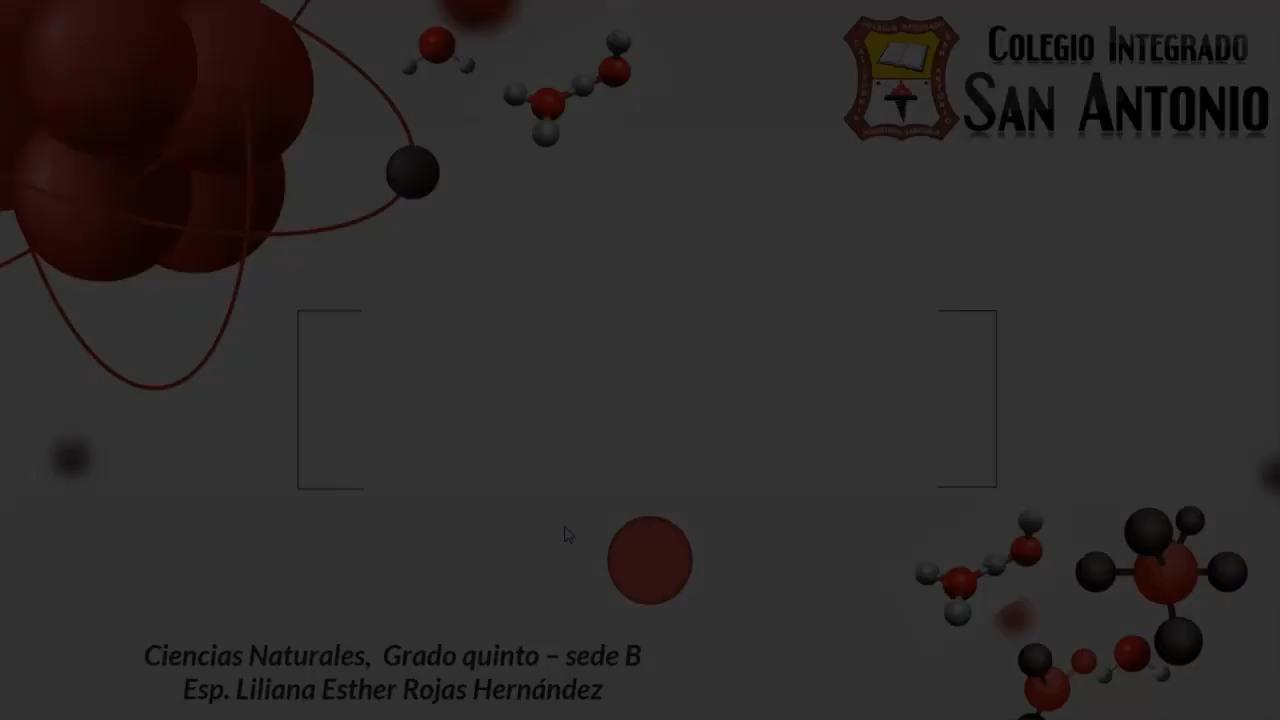 COLEGIO INTEGRADO
SAN ANTONIO
Ciencias Naturales,  Grado quinto – sede B
Esp. Liliana Esther Rojas Hernández